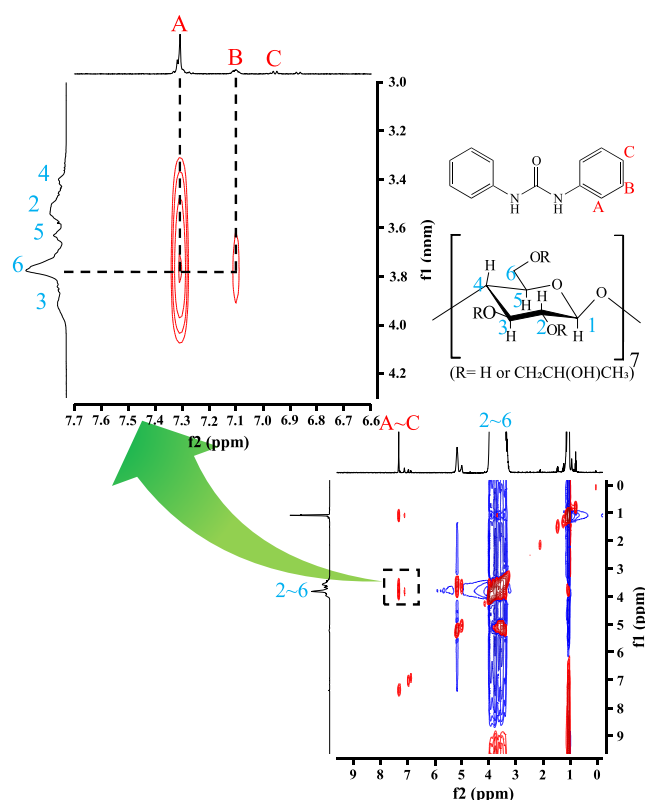 A
B
C
3.0
3.2
3.4
3.6
3.8
4.0
4.2
f1 (ppm)
4
2
5
6
3
7.7 7.6 7.5 7.4 7.3 7.2 7.1 7.0 6.9 6.8 6.7 6.6
f2 (ppm)
O
N
H
N
H
A
B
C
6
OR
4
H
5
H
H
O
O
RO
3
H
2
OR
H
1
7
(R= H or CH₂CH(OH)CH₃)
A~C
2~6
2~6
0
1
2
3
4
5
6
7
8
9
f1 (ppm)
9 8 7 6 5 4 3 2 1 0
f2 (ppm)